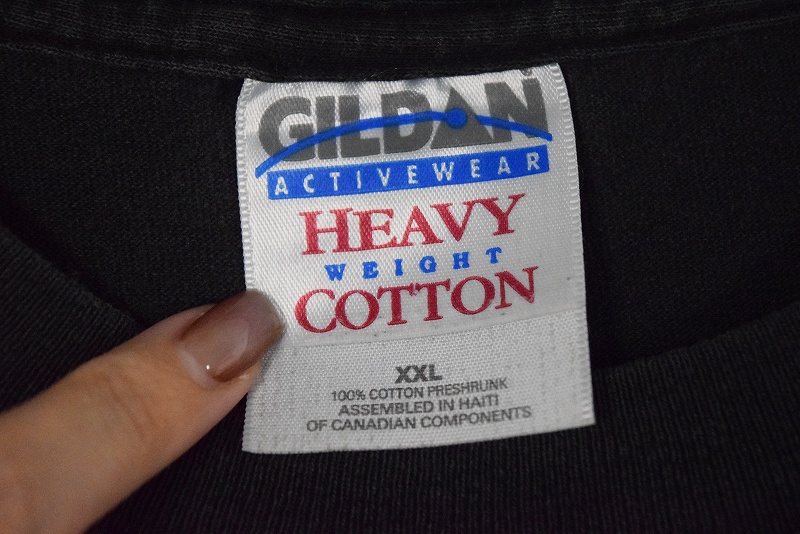 GILDAN
ACTIVEWEAR
HEAVY
WEIGHT
COTTON
XXL
100% COTTON PRESHRUNK
ASSEMBLED IN HAITI
OF CANADIAN COMPONENTS